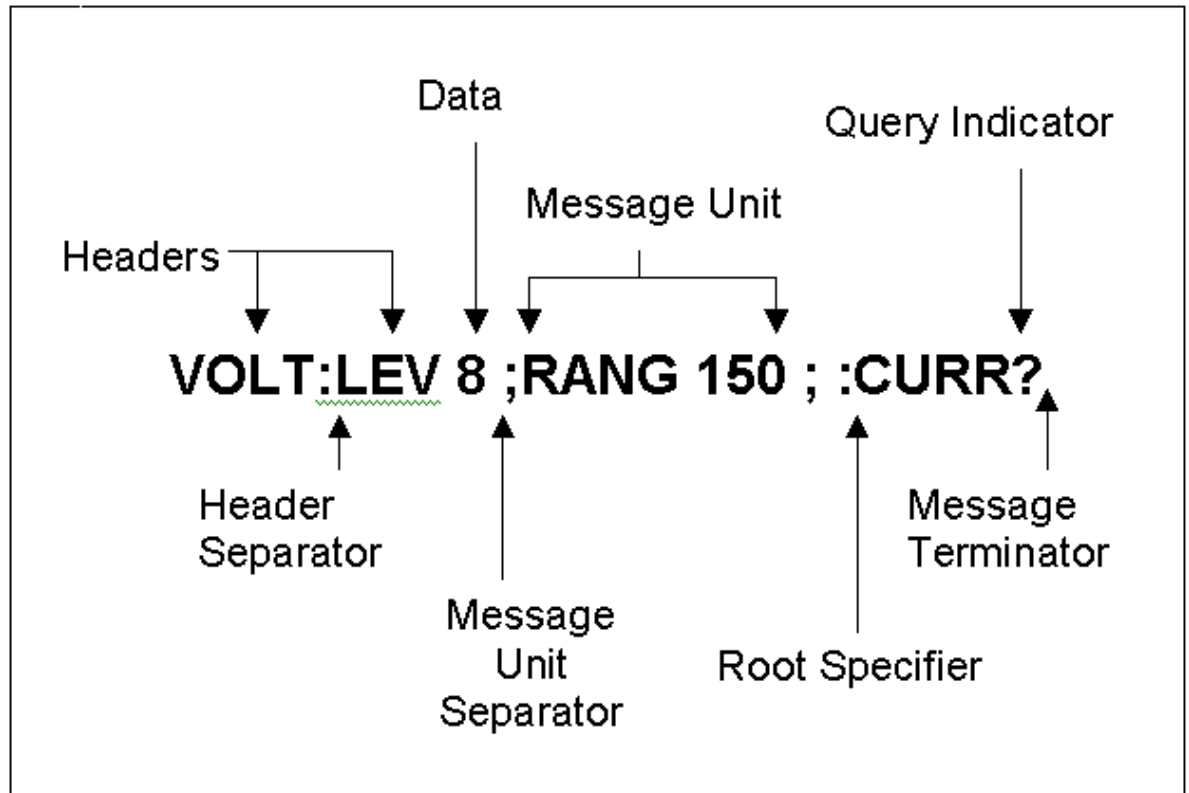 Data
Query Indicator
Message Unit
Headers
VOLT:LEV 8 ;RANG 150 ; :CURR?
Header
Separator
Message
Terminator
Message
Unit
Separator
Root Specifier